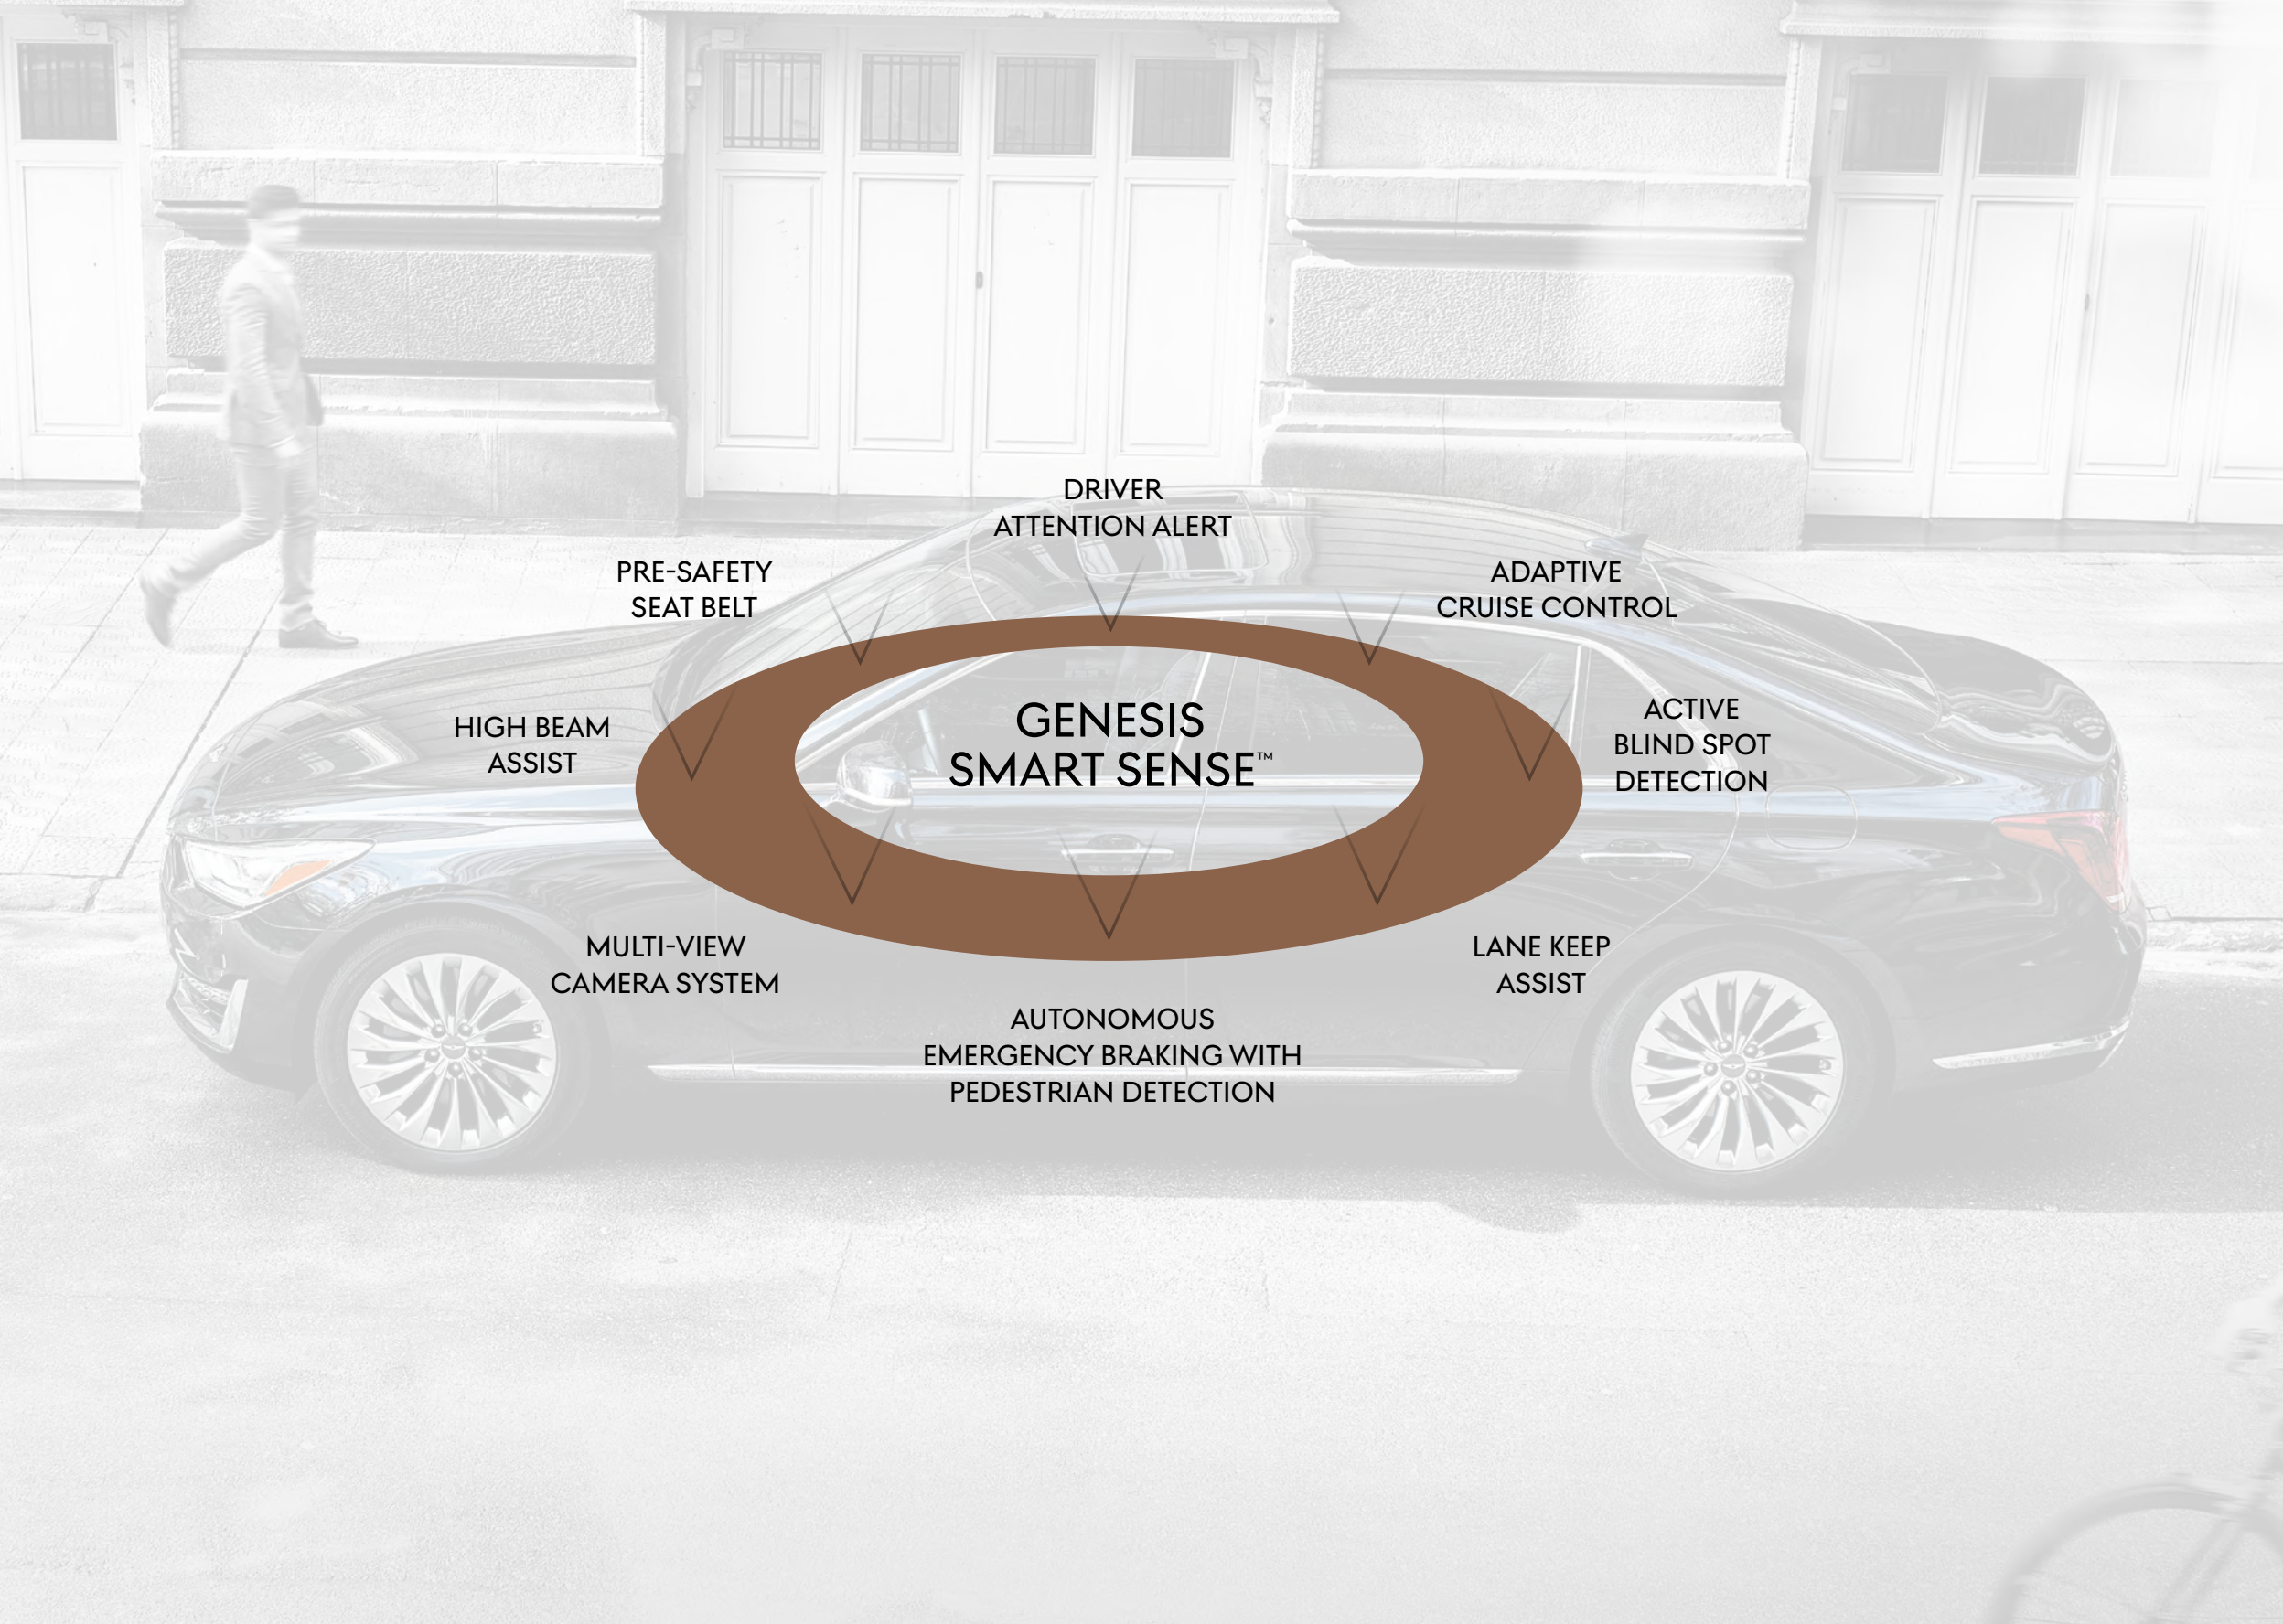 DRIVER
ATTENTION ALERT
PRE-SAFETY
SEAT BELT
ADAPTIVE
CRUISE CONTROL
HIGH BEAM
ASSIST
GENESIS
SMART SENSE™
ACTIVE
BLIND SPOT
DETECTION
MULTI-VIEW
CAMERA SYSTEM
LANE KEEP
ASSIST
AUTONOMOUS
EMERGENCY BRAKING WITH
PEDESTRIAN DETECTION